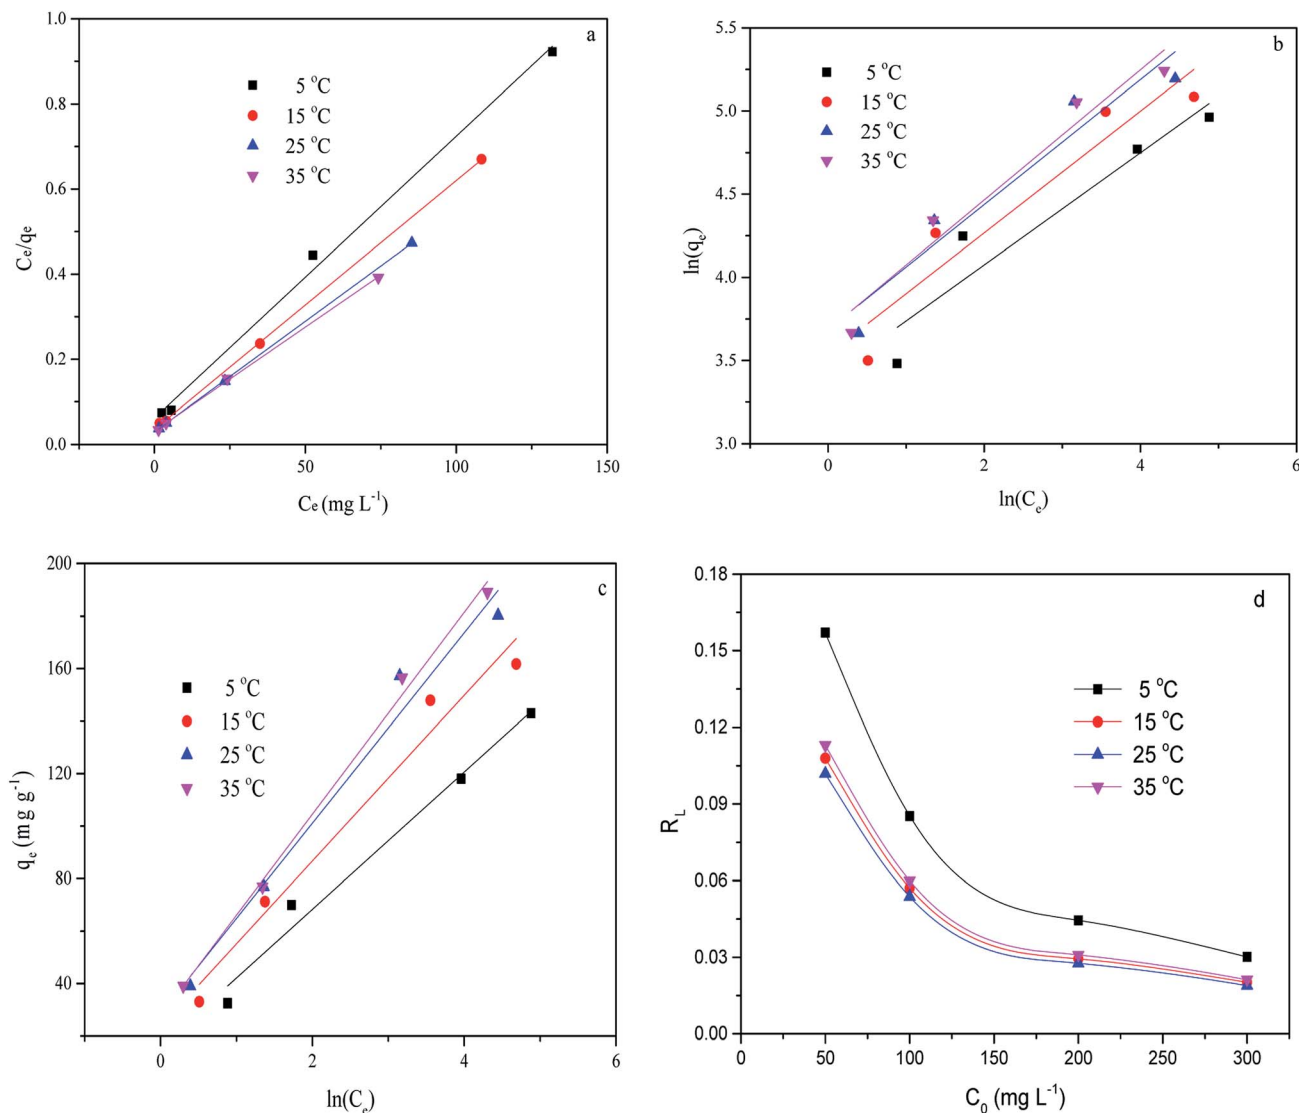 a
1.0
0.8
0.6
0.4
0.2
0.0
Ce/qe
5 °C
15 °C
25 °C
35 °C
0 50 100 150
Ce (mg L-1)
b
5.5
5.0
4.5
4.0
3.5
3.0
ln(qe)
5 °C
15 °C
25 °C
35 °C
0 2 4 6
ln(Ce)
c
200
160
120
80
40
qe (mg g-1)
5 °C
15 °C
25 °C
35 °C
0 2 4 6
ln(Ce)
d
0.18
0.15
0.12
0.09
0.06
0.03
0.00
RL
5 °C
15 °C
25 °C
35 °C
0 50 100 150 200 250 300
C0 (mg L-1)